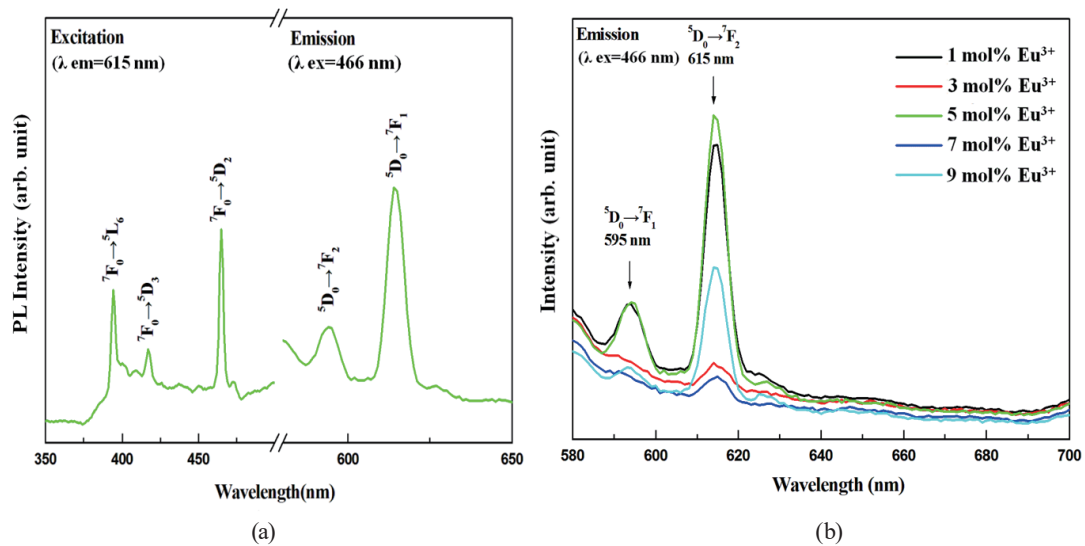 Excitation
(λ em=615 nm)
Emission
(λ ex=466 nm)
⁷F₀→⁵L₆
⁷F₀→⁵D₃
⁷F₀→⁵D₂
⁵D₀→⁷F₂
⁵D₀→⁷F₁
PL Intensity (arb. unit)
350 400 450 600 650
Wavelength(nm)
(a)
Emission
(λ ex=466 nm)
⁵D₀→⁷F₂
615 nm
⁵D₀→⁷F₁
595 nm
1 mol% Eu³⁺
3 mol% Eu³⁺
5 mol% Eu³⁺
7 mol% Eu³⁺
9 mol% Eu³⁺
Intensity (arb. unit)
580 600 620 640 660 680 700
Wavelength (nm)
(b)